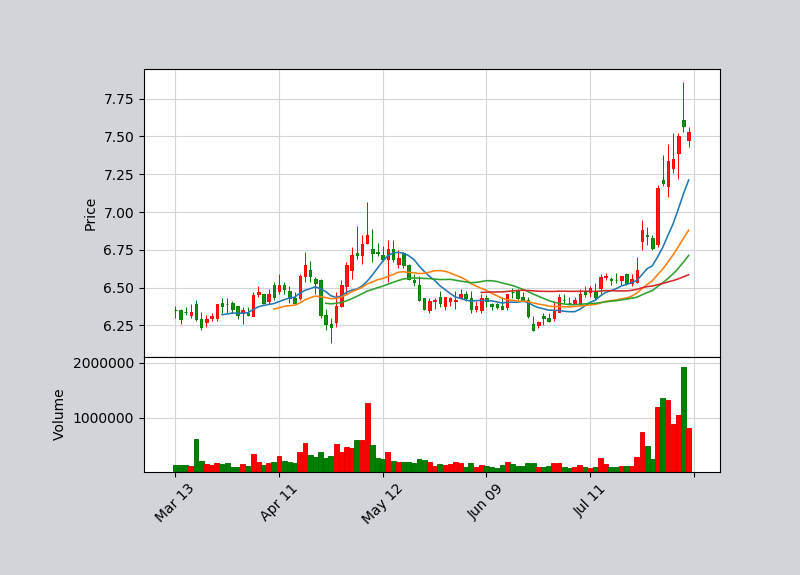 7.75
7.50
7.25
7.00
6.75
6.50
6.25
Price
2000000
1000000
Volume
Mar 13
Apr 11
May 12
Jun 09
Jul 11